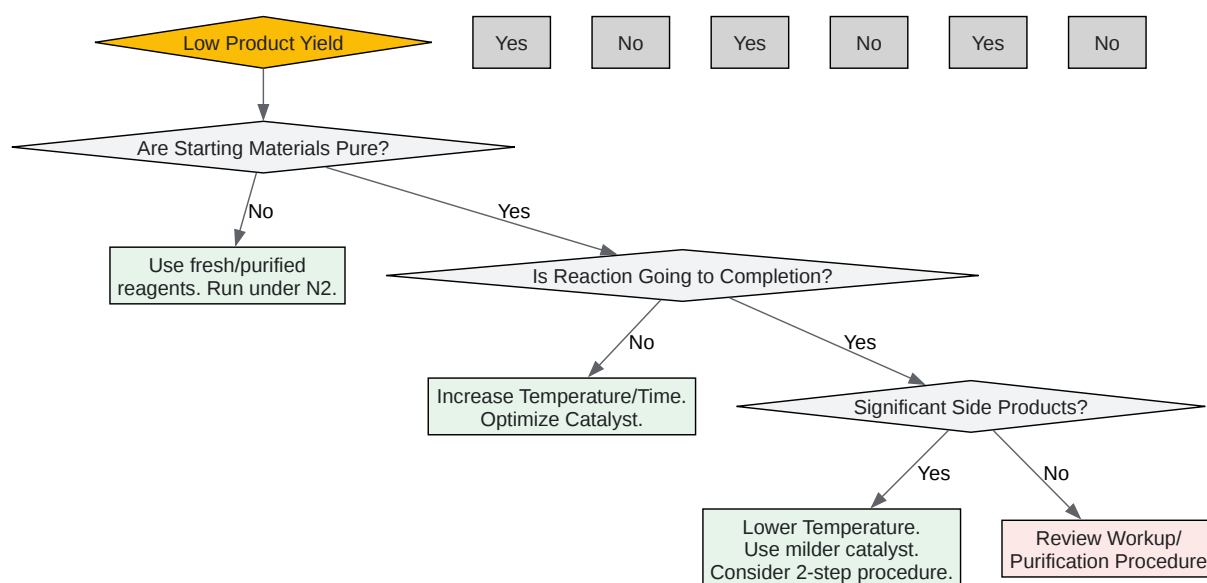 Low Product Yield
Yes
No
Yes
No
Yes
No
Are Starting Materials Pure?
No
Yes
Use fresh/purified
reagents. Run under N2.
Is Reaction Going to Completion?
No
Yes
Increase Temperature/Time.
Optimize Catalyst.
Significant Side Products?
Yes
No
Lower Temperature.
Use milder catalyst.
Consider 2-step procedure.
Review Workup/
Purification Procedure